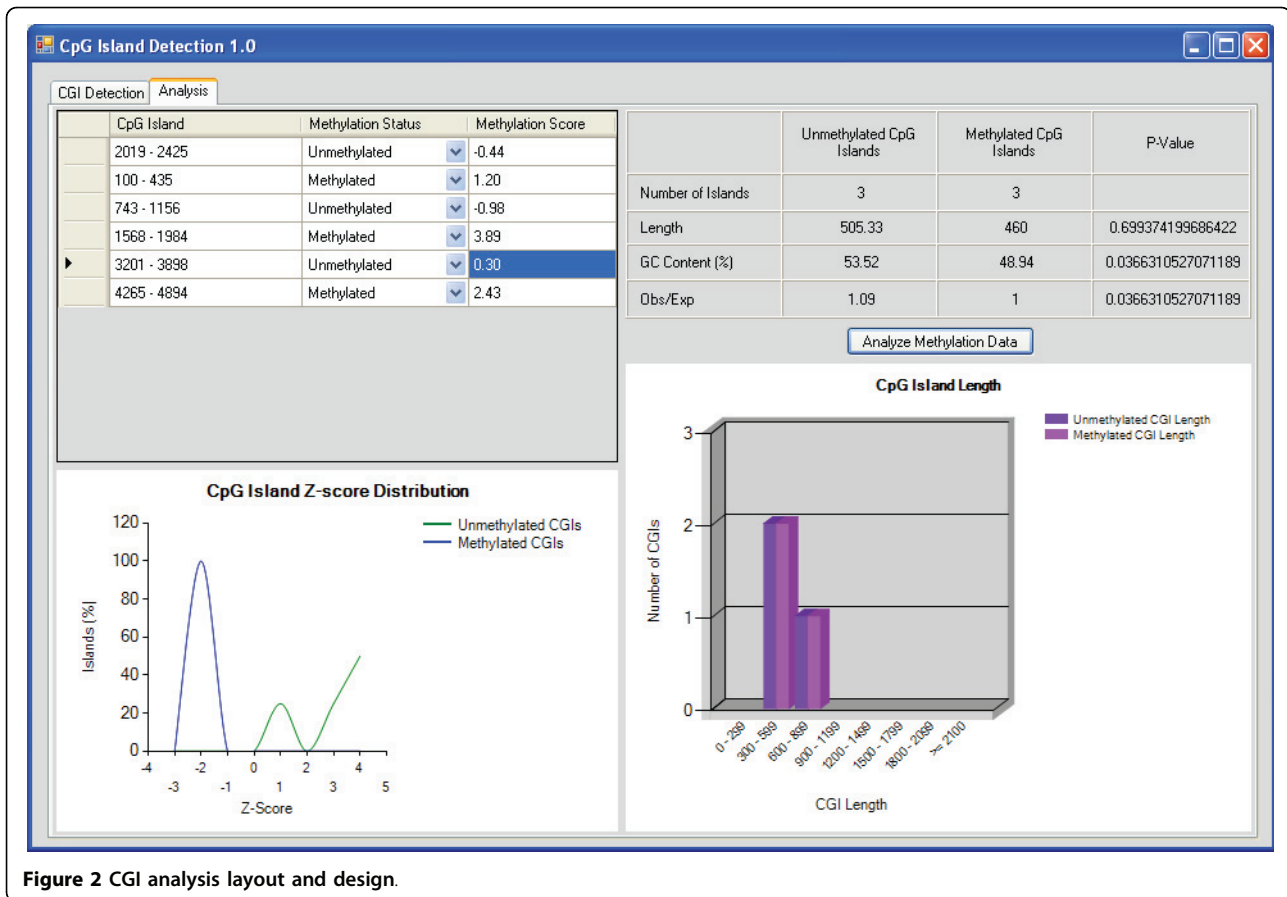 CpG Island Detection 1.0
CGI Detection Analysis
CpG Island Methylation Status Methylation Score
2019 - 2425 Unmethylated -0.44
100 - 435 Methylated 1.20
743 - 1156 Unmethylated -0.98
1568 - 1984 Methylated 3.89
3201 - 3898 Unmethylated 0.30
4265 - 4894 Methylated 2.43
Unmethylated CpG Islands Methylated CpG Islands P-Value
Number of Islands 3 3
Length 505.33 460 0.699374199686422
GC Content (%) 53.52 48.94 0.0366310527071189
Obs/Exp 1.09 1 0.0366310527071189
Analyze Methylation Data
CpG Island Z-score Distribution
Unmethylated CGIs
Methylated CGIs
Islands (%)
120
100
80
60
40
20
0
-4 -2 0 2 4
-3 -1 1 3 5
Z-Score
CpG Island Length
Unmethylated CGI Length
Methylated CGI Length
Number of CGIs
3
2
1
0
0 - 299 300 - 599 600 - 899 900 - 1199 1200 - 1499 1500 - 1799 1800 - 2099 >= 2100
CGI Length
Figure 2 CGI analysis layout and design.